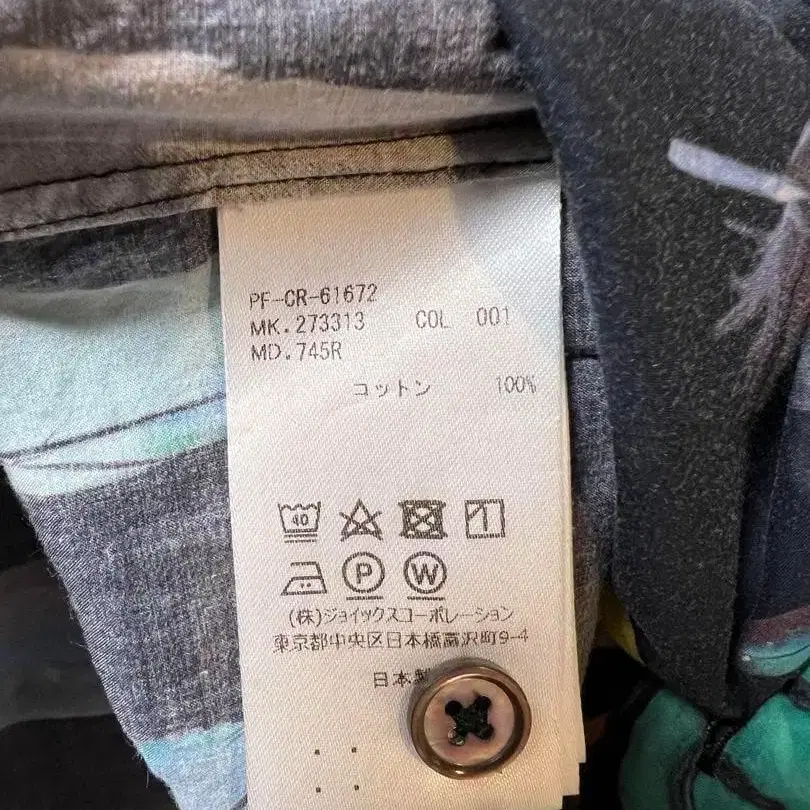 PF-CR-61672
MK.273313 COL 001
MD.745R
コットン 100%
40
P W
(株)ジョイックスコーポレーション
東京都中央区日本橋富沢町9-4
日本製